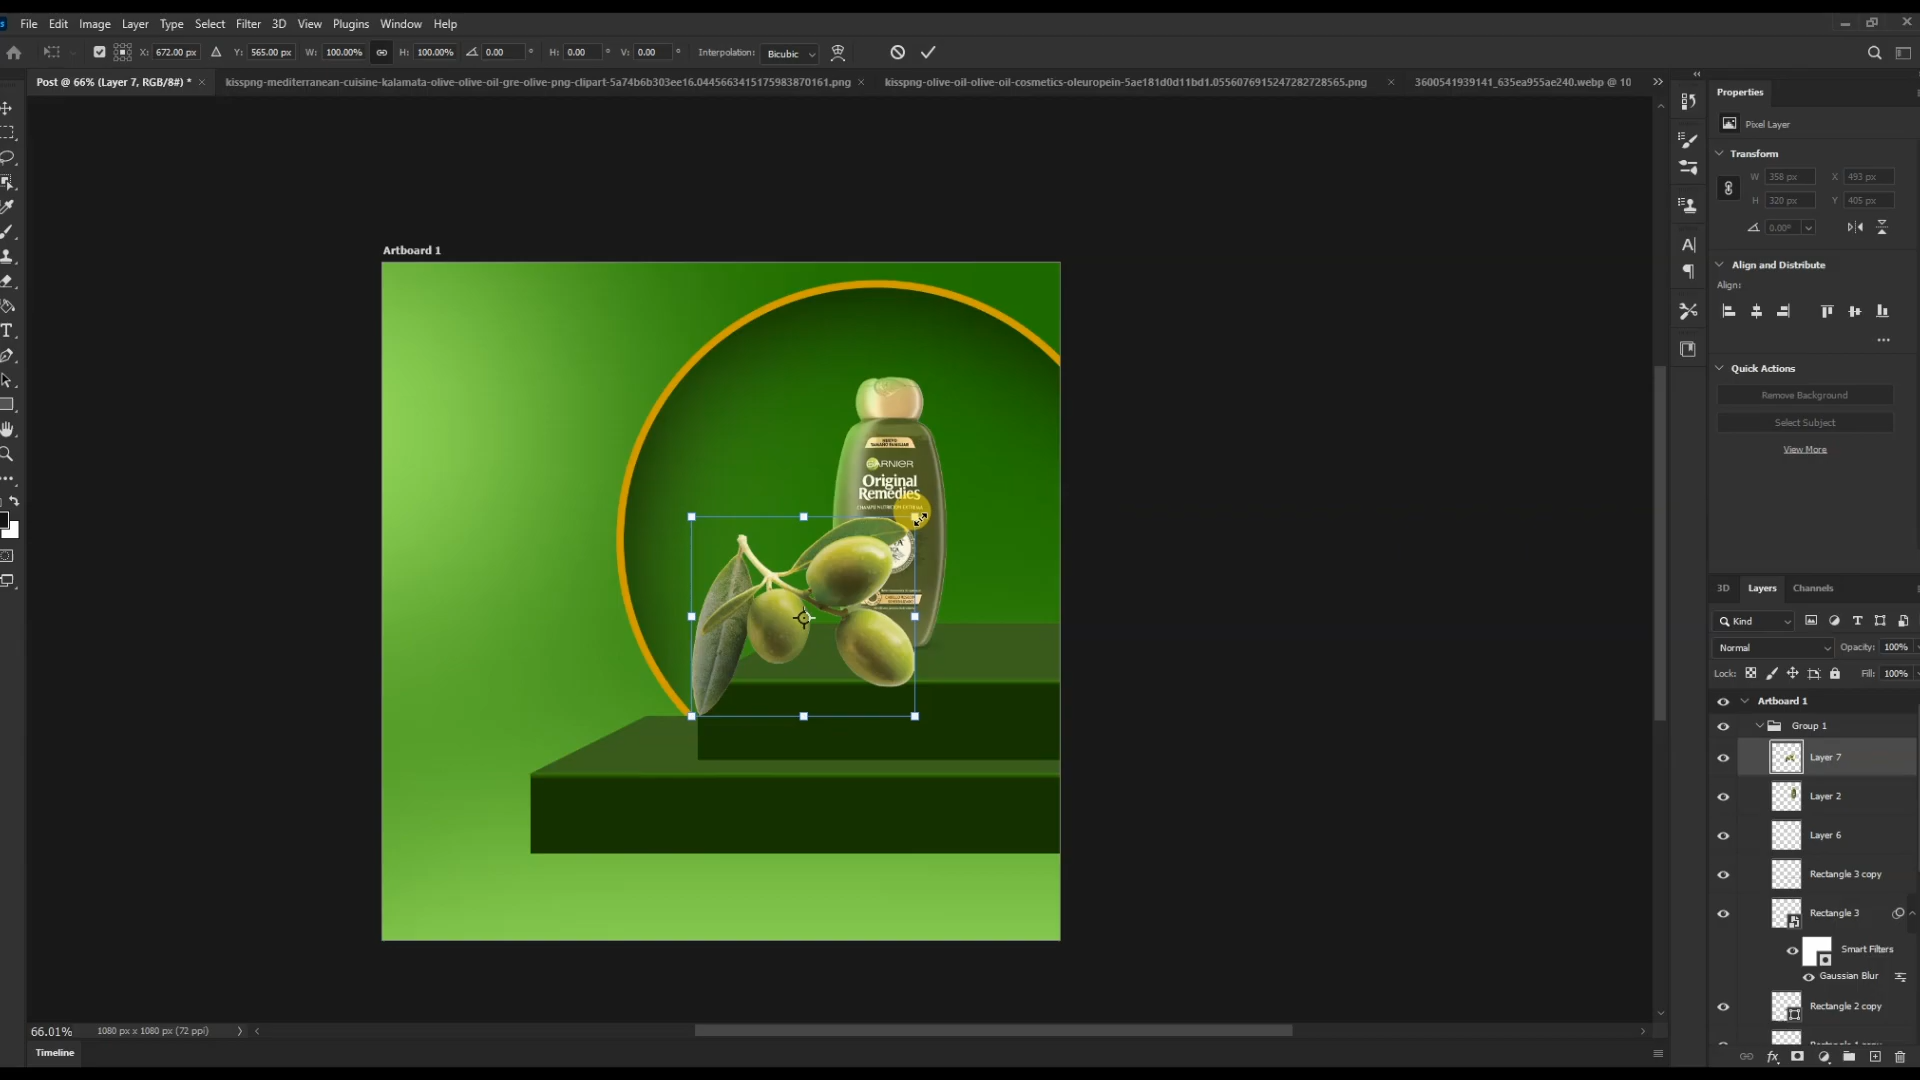 File Edit Image Layer Type Select Filter 3D View Plugins Window Help
X: 672.00 px Y: 565.00 px W: 100.00% H: 100.00% 0.00 ° H: 0.00 ° V: 0.00 ° Interpolation: Bicubic
Post @ 66% (Layer 7, RGB/8#) * × kisspng-mediterranean-cuisine-kalamata-olive-olive-oil-gre-olive-png-clipart-5a74b6b303ee16.0445663415175983870161.png × kisspng-olive-oil-olive-oil-cosmetics-oleuropein-5ae181d0d11bd1.0556076915247282728565.png × 3600541939141_635ea955ae240.webp @ 10
Properties
Pixel Layer
Transform
W 358 px X 493 px
H 320 px Y 405 px
0.00°
Align and Distribute
Align:
Quick Actions
Remove Background
Select Subject
View More
Artboard 1
GARNIER
Original
Remedies
3D Layers Channels
Kind
Normal Opacity: 100%
Lock: Fill: 100%
Artboard 1
Group 1
Layer 7
Layer 2
Layer 6
Rectangle 3 copy
Rectangle 3
Smart Filters
Gaussian Blur
Rectangle 2 copy
66.01% 1080 px x 1080 px (72 ppi)
Timeline